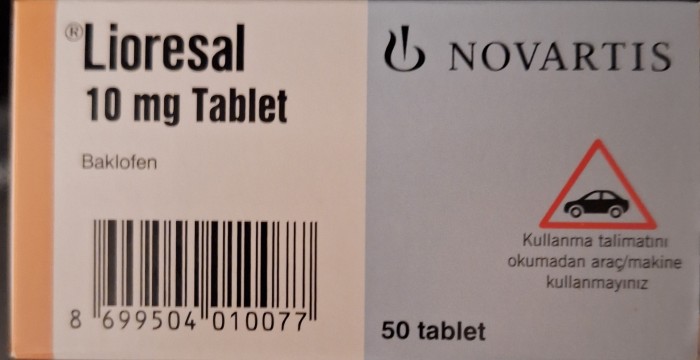 ®Lioresal
10 mg Tablet
Baklofen
8 699504 010077
NOVARTIS
Kullanma talimatını
okumadan araç/makine
kullanmayınız
50 tablet